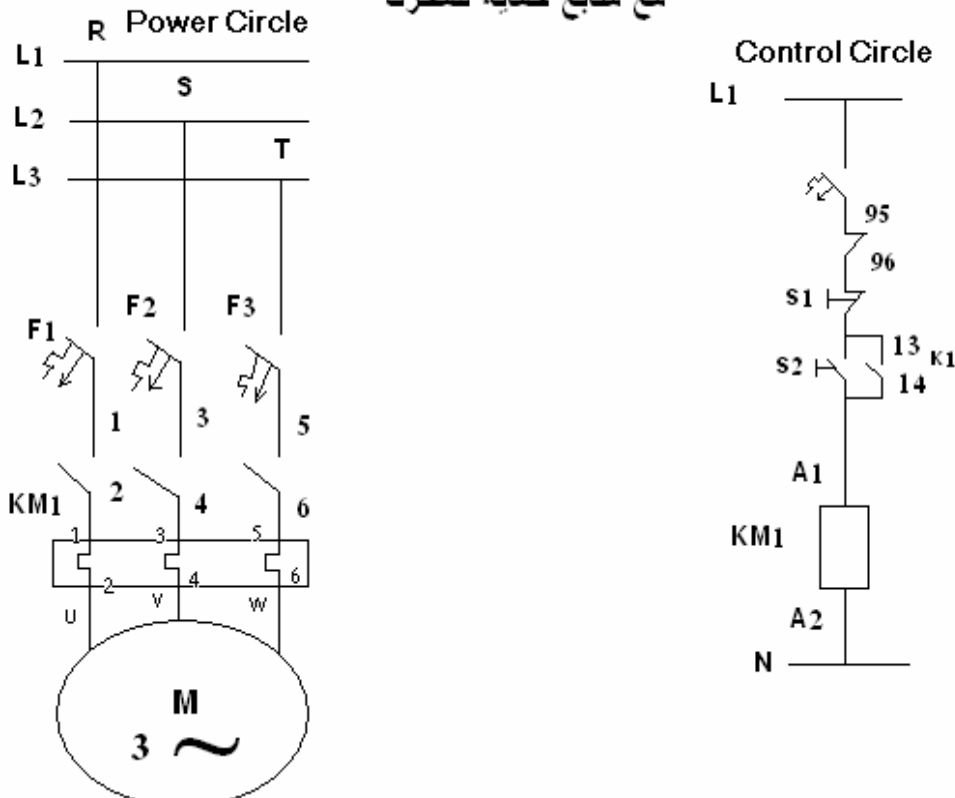 Power Circle
R
L1
S
L2
T
L3
F1
F2
F3
1
3
5
KM1
2
4
6
1
3
5
2
4
6
U
V
W
M
3 ~
Control Circle
L1
95
96
S1
13
S2
K1
14
A1
KM1
A2
N